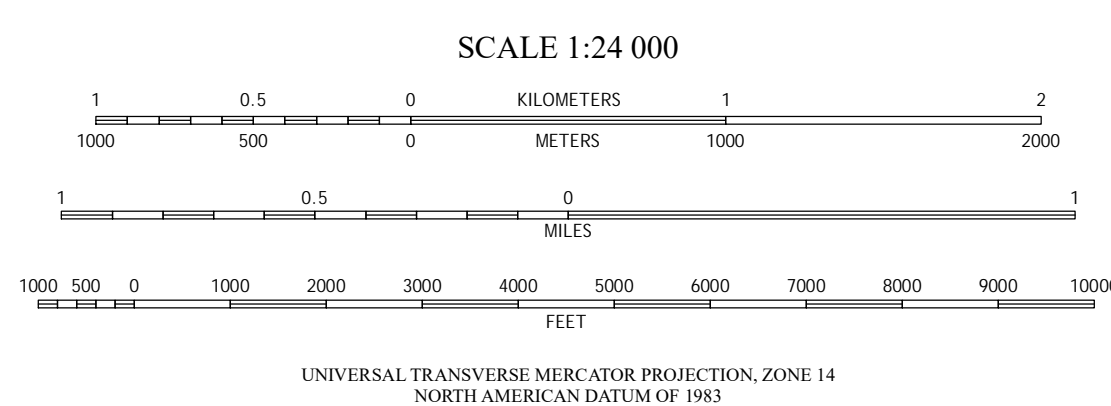 SCALE 1:24 000
1 0.5 0 KILOMETERS 1 2
1000 500 0 METERS 1000 2000
1 0.5 0 1
MILES
1000 500 0 1000 2000 3000 4000 5000 6000 7000 8000 9000 10000
FEET
UNIVERSAL TRANSVERSE MERCATOR PROJECTION, ZONE 14
NORTH AMERICAN DATUM OF 1983